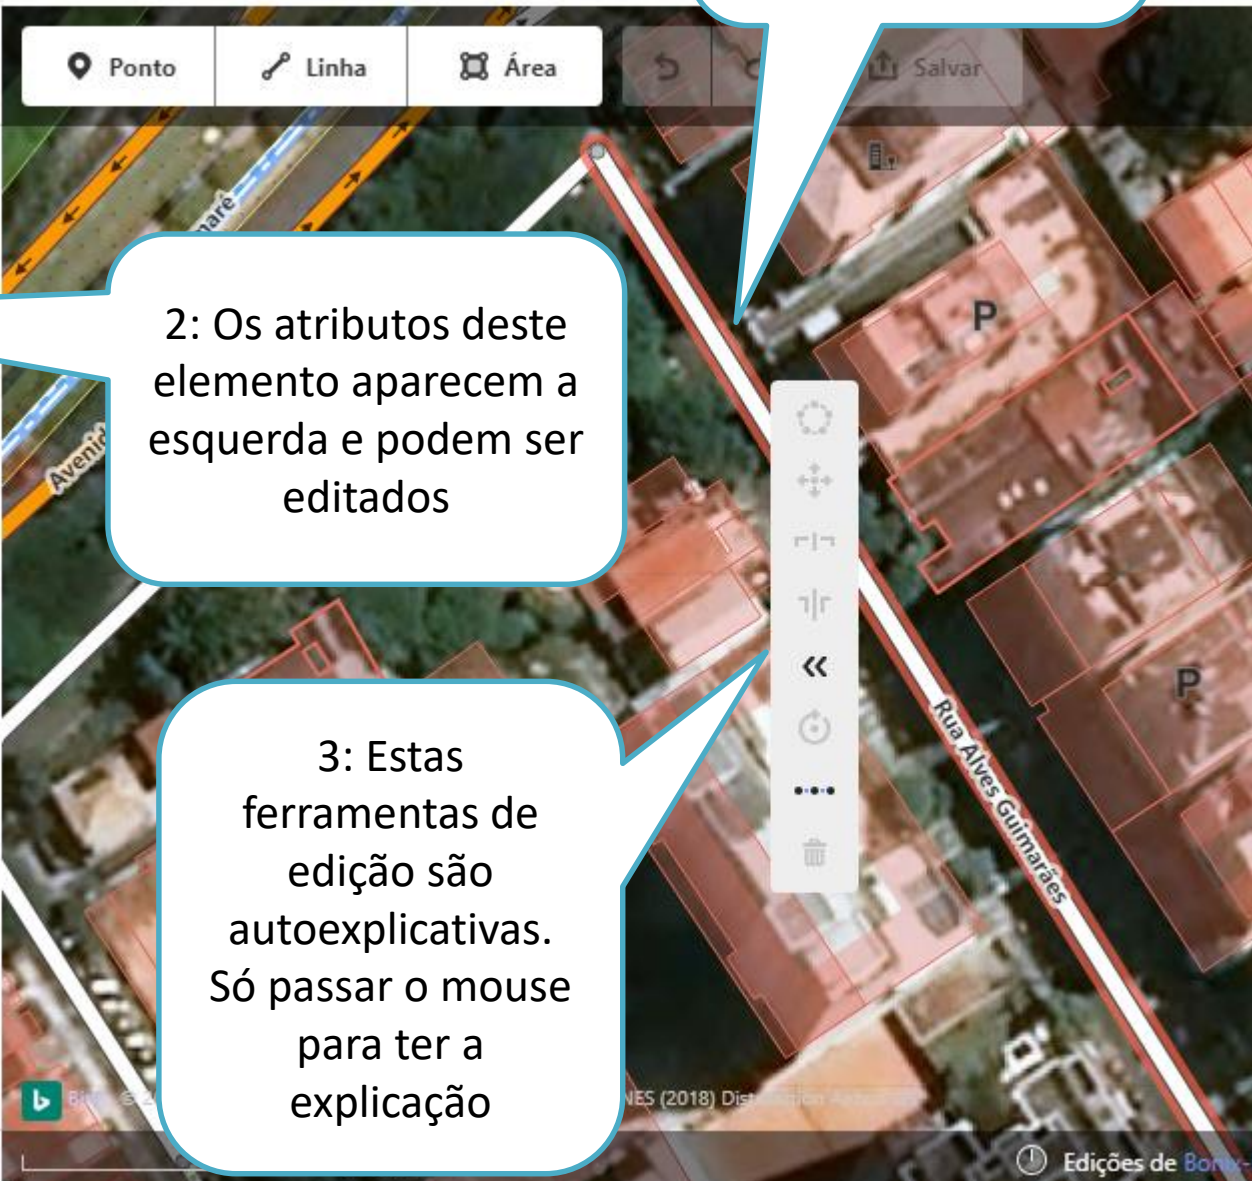 Ponto
Linha
Área
Salvar
2: Os atributos deste
elemento aparecem a
esquerda e podem ser
editados
P
P
Rua Alves Guimarães
3: Estas
ferramentas de
edição são
autoexplicativas.
Só passar o mouse
para ter a
explicação
(2018)
Edições de